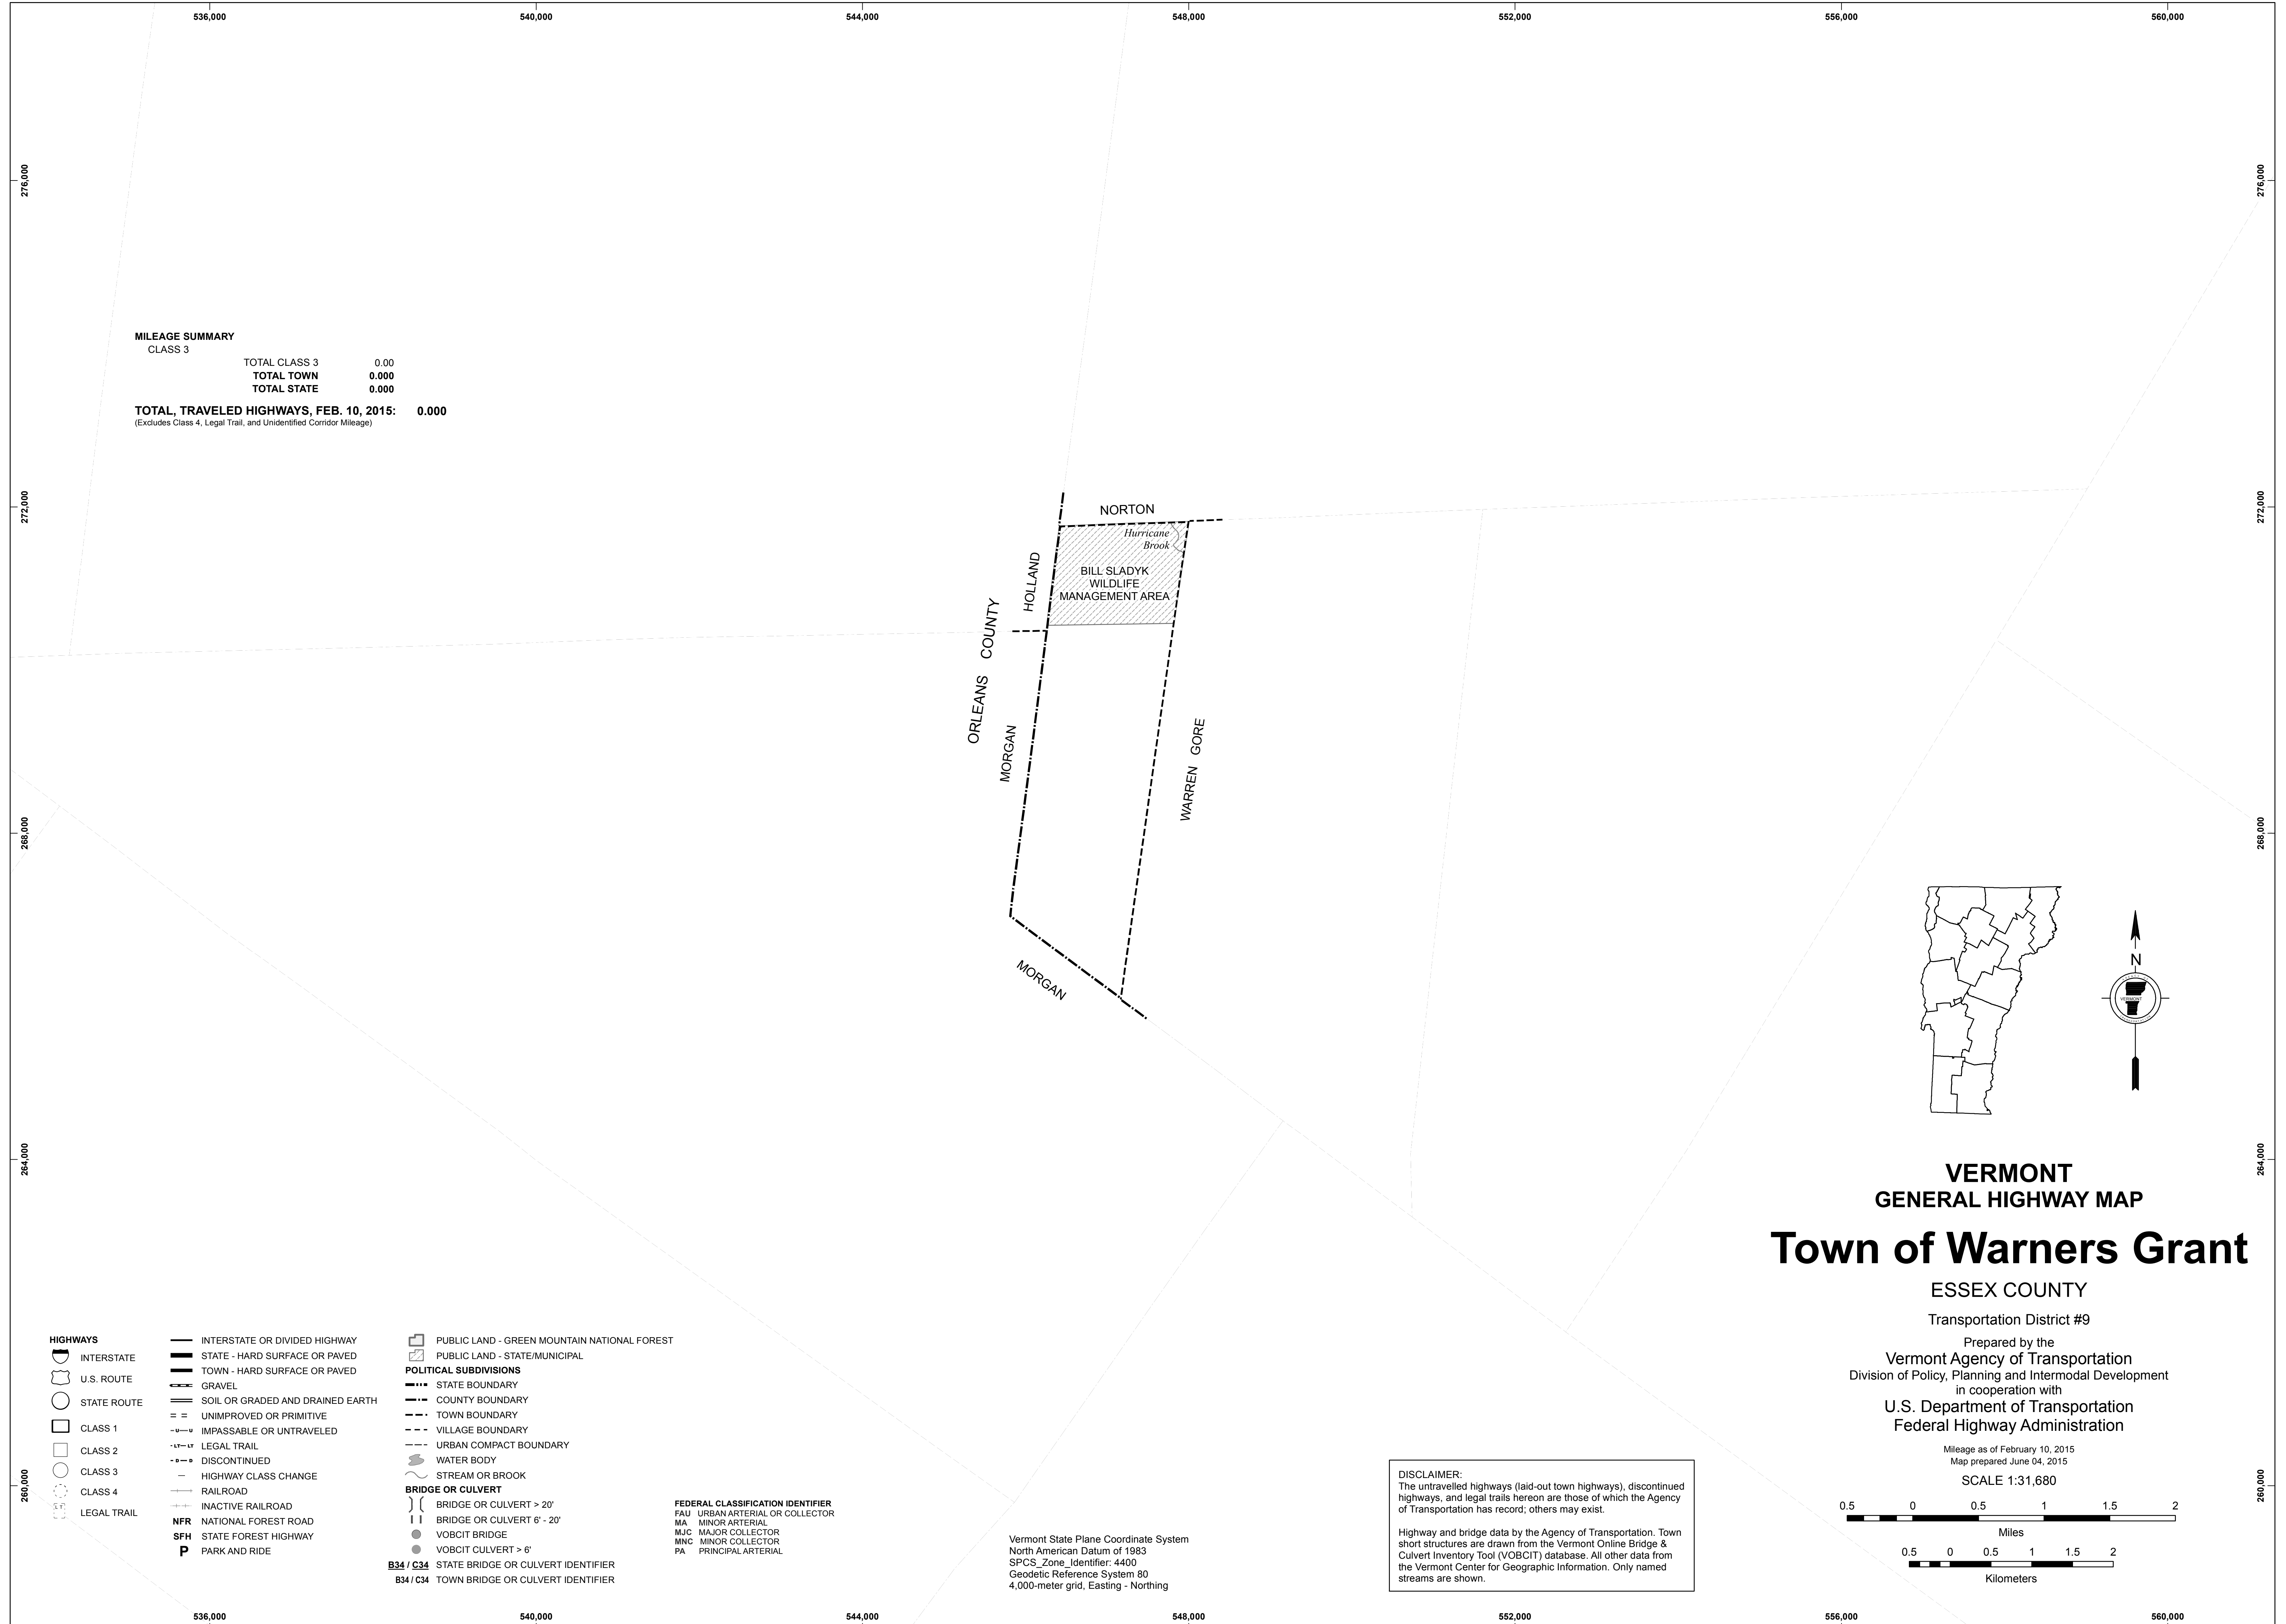 536,000
540,000
544,000
548,000
552,000
556,000
560,000
276,000
276,000
MILEAGE SUMMARY
CLASS 3
TOTAL CLASS 3 0.00
TOTAL TOWN 0.000
TOTAL STATE 0.000
TOTAL, TRAVELED HIGHWAYS, FEB. 10, 2015: 0.000
(Excludes Class 4, Legal Trail, and Unidentified Corridor Mileage)
272,000
272,000
NORTON
Hurricane
Brook
HOLLAND
BILL SLADYK
WILDLIFE
MANAGEMENT AREA
ORLEANS COUNTY
MORGAN
WARREN GORE
268,000
268,000
MORGAN
N
VERMONT
264,000
264,000
VERMONT
GENERAL HIGHWAY MAP
Town of Warners Grant
ESSEX COUNTY
Transportation District #9
Prepared by the
Vermont Agency of Transportation
Division of Policy, Planning and Intermodal Development
in cooperation with
U.S. Department of Transportation
Federal Highway Administration
Mileage as of February 10, 2015
Map prepared June 04, 2015
SCALE 1:31,680
0.5 0 0.5 1 1.5 2
Miles
0.5 0 0.5 1 1.5 2
Kilometers
260,000
260,000
HIGHWAYS
INTERSTATE
U.S. ROUTE
STATE ROUTE
CLASS 1
CLASS 2
CLASS 3
CLASS 4
LT LEGAL TRAIL
INTERSTATE OR DIVIDED HIGHWAY
STATE - HARD SURFACE OR PAVED
TOWN - HARD SURFACE OR PAVED
GRAVEL
SOIL OR GRADED AND DRAINED EARTH
UNIMPROVED OR PRIMITIVE
U U IMPASSABLE OR UNTRAVELED
LT LT LEGAL TRAIL
D D DISCONTINUED
HIGHWAY CLASS CHANGE
RAILROAD
INACTIVE RAILROAD
NFR NATIONAL FOREST ROAD
SFH STATE FOREST HIGHWAY
P PARK AND RIDE
PUBLIC LAND - GREEN MOUNTAIN NATIONAL FOREST
PUBLIC LAND - STATE/MUNICIPAL
POLITICAL SUBDIVISIONS
STATE BOUNDARY
COUNTY BOUNDARY
TOWN BOUNDARY
VILLAGE BOUNDARY
URBAN COMPACT BOUNDARY
WATER BODY
STREAM OR BROOK
BRIDGE OR CULVERT
BRIDGE OR CULVERT > 20'
BRIDGE OR CULVERT 6' - 20'
VOBCIT BRIDGE
VOBCIT CULVERT > 6'
B34 / C34 STATE BRIDGE OR CULVERT IDENTIFIER
B34 / C34 TOWN BRIDGE OR CULVERT IDENTIFIER
FEDERAL CLASSIFICATION IDENTIFIER
FAU URBAN ARTERIAL OR COLLECTOR
MA MINOR ARTERIAL
MJC MAJOR COLLECTOR
MNC MINOR COLLECTOR
PA PRINCIPAL ARTERIAL
Vermont State Plane Coordinate System
North American Datum of 1983
SPCS_Zone_Identifier: 4400
Geodetic Reference System 80
4,000-meter grid, Easting - Northing
DISCLAIMER:
The untravelled highways (laid-out town highways), discontinued
highways, and legal trails hereon are those of which the Agency
of Transportation has record; others may exist.
Highway and bridge data by the Agency of Transportation. Town
short structures are drawn from the Vermont Online Bridge &
Culvert Inventory Tool (VOBCIT) database. All other data from
the Vermont Center for Geographic Information. Only named
streams are shown.
536,000
540,000
544,000
548,000
552,000
556,000
560,000